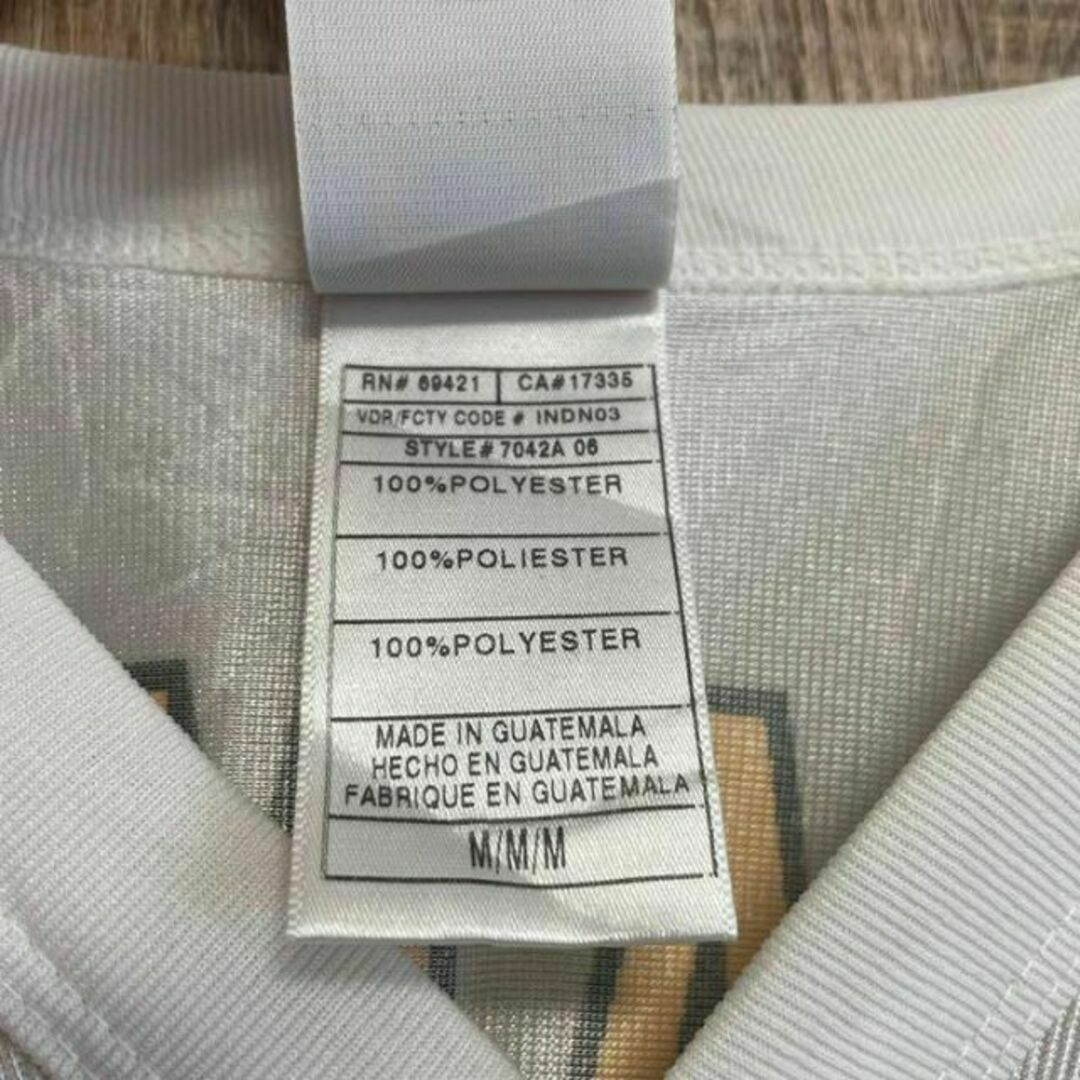 RN# 69421 CA#17335
VDR/FCTY CODE # INDN03
STYLE# 7042A 06
100%POLYESTER
100%POLIESTER
100%POLYESTER
MADE IN GUATEMALA
HECHO EN GUATEMALA
FABRIQUE EN GUATEMALA
M/M/M